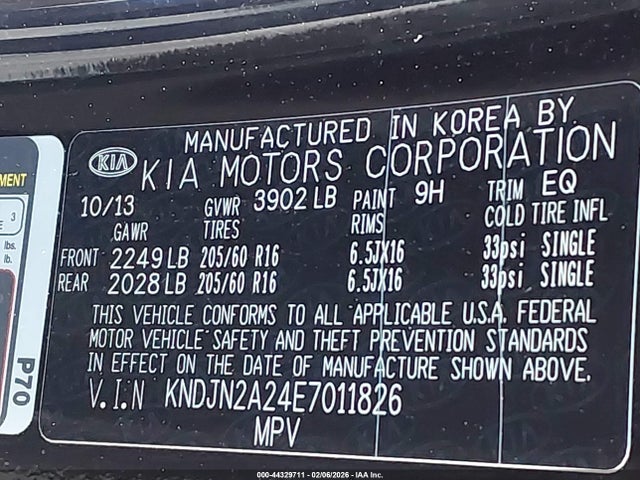 MANUFACTURED IN KOREA BY
KIA KIA MOTORS CORPORATION
10/13 GVWR 3902 LB PAINT 9H TRIM EQ
GAWR TIRES RIMS COLD TIRE INFL
FRONT 2249 LB 205/60 R16 6.5JX16 33psi SINGLE
REAR 2028 LB 205/60 R16 6.5JX16 33psi SINGLE
THIS VEHICLE CONFORMS TO ALL APPLICABLE U.S.A. FEDERAL
MOTOR VEHICLE SAFETY AND THEFT PREVENTION STANDARDS
IN EFFECT ON THE DATE OF MANUFACTURE SHOWN ABOVE.
V.I.N KNDJN2A24E7011826
MPV
MENT
3
lbs.
lb.
P70
000-44329711 - 02/06/2026 - IAA Inc.